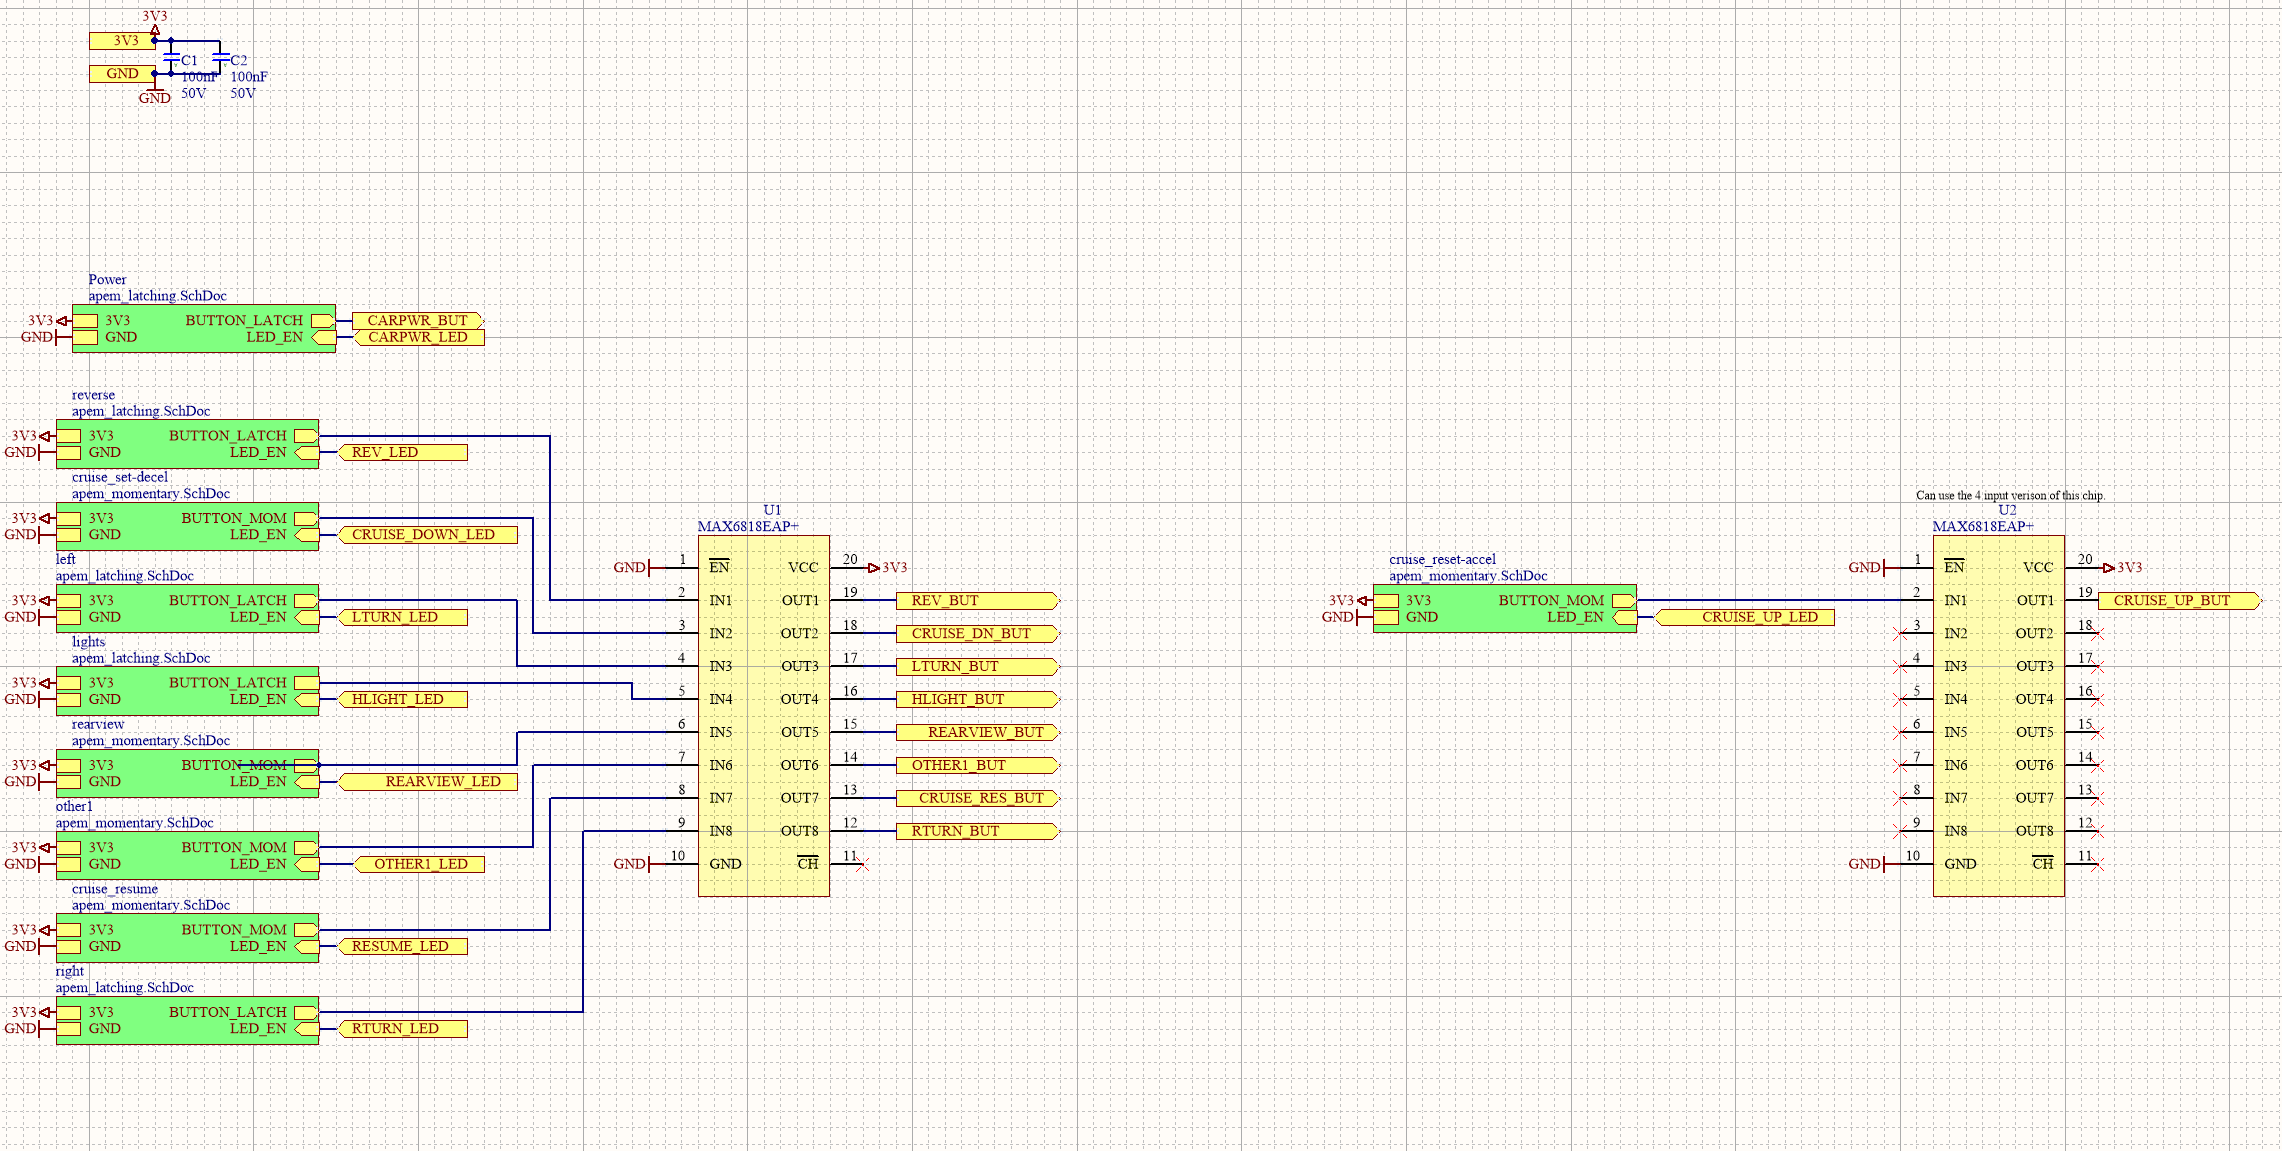 3V3
3V3
GND
GND
C1
100nF
50V
C2
100nF
50V
Power
apem_latching.SchDoc
3V3 3V3 BUTTON_LATCH CARPWR_BUT
GND GND LED_EN CARPWR_LED
reverse
apem_latching.SchDoc
3V3 3V3 BUTTON_LATCH
GND GND LED_EN REV_LED
cruise_set-decel
apem_momentary.SchDoc
3V3 3V3 BUTTON_MOM
GND GND LED_EN CRUISE_DOWN_LED
left
apem_latching.SchDoc
3V3 3V3 BUTTON_LATCH
GND GND LED_EN LTURN_LED
lights
apem_latching.SchDoc
3V3 3V3 BUTTON_LATCH
GND GND LED_EN HLIGHT_LED
rearview
apem_momentary.SchDoc
3V3 3V3 BUTTON_MOM
GND GND LED_EN REARVIEW_LED
other1
apem_momentary.SchDoc
3V3 3V3 BUTTON_MOM
GND GND LED_EN OTHER1_LED
cruise_resume
apem_momentary.SchDoc
3V3 3V3 BUTTON_MOM
GND GND LED_EN RESUME_LED
right
apem_latching.SchDoc
3V3 3V3 BUTTON_LATCH
GND GND LED_EN RTURN_LED
U1
MAX6818EAP+
GND 1 EN VCC 20 3V3
2 IN1 OUT1 19 REV_BUT
3 IN2 OUT2 18 CRUISE_DN_BUT
4 IN3 OUT3 17 LTURN_BUT
5 IN4 OUT4 16 HLIGHT_BUT
6 IN5 OUT5 15 REARVIEW_BUT
7 IN6 OUT6 14 OTHER1_BUT
8 IN7 OUT7 13 CRUISE_RES_BUT
9 IN8 OUT8 12 RTURN_BUT
GND 10 GND CH 11
cruise_reset-accel
apem_momentary.SchDoc
3V3 3V3 BUTTON_MOM
GND GND LED_EN CRUISE_UP_LED
Can use the 4 input verison of this chip.
U2
MAX6818EAP+
GND 1 EN VCC 20 3V3
2 IN1 OUT1 19 CRUISE_UP_BUT
3 IN2 OUT2 18
4 IN3 OUT3 17
5 IN4 OUT4 16
6 IN5 OUT5 15
7 IN6 OUT6 14
8 IN7 OUT7 13
9 IN8 OUT8 12
GND 10 GND CH 11